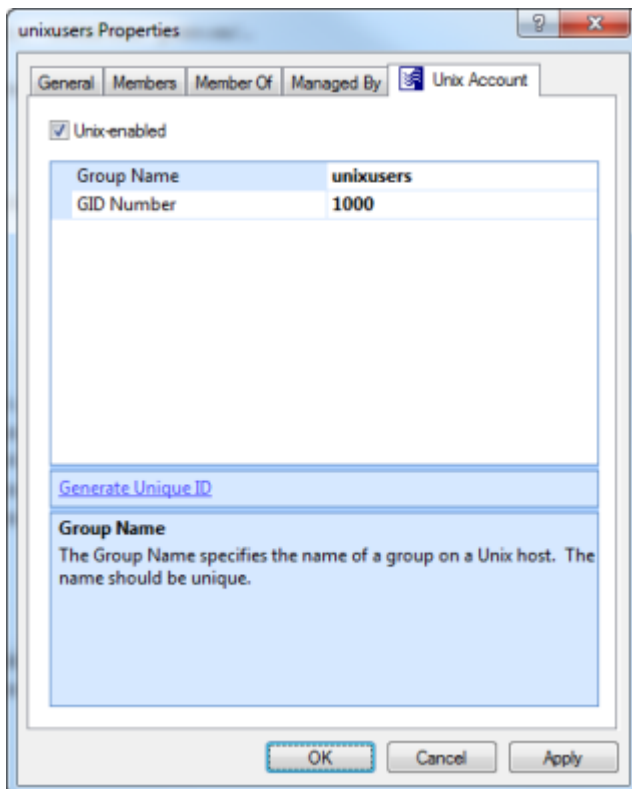 unixusers Properties
General Members Member Of Managed By Unix Account
Unix-enabled
Group Name unixusers
GID Number 1000
Generate Unique ID
Group Name
The Group Name specifies the name of a group on a Unix host. The
name should be unique.
OK Cancel Apply